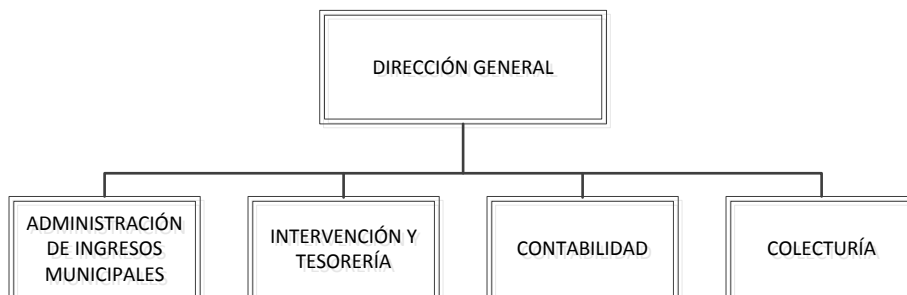 DIRECCIÓN GENERAL
ADMINISTRACIÓN
DE INGRESOS
MUNICIPALES
INTERVENCIÓN Y
TESORERÍA
CONTABILIDAD
COLECTURÍA